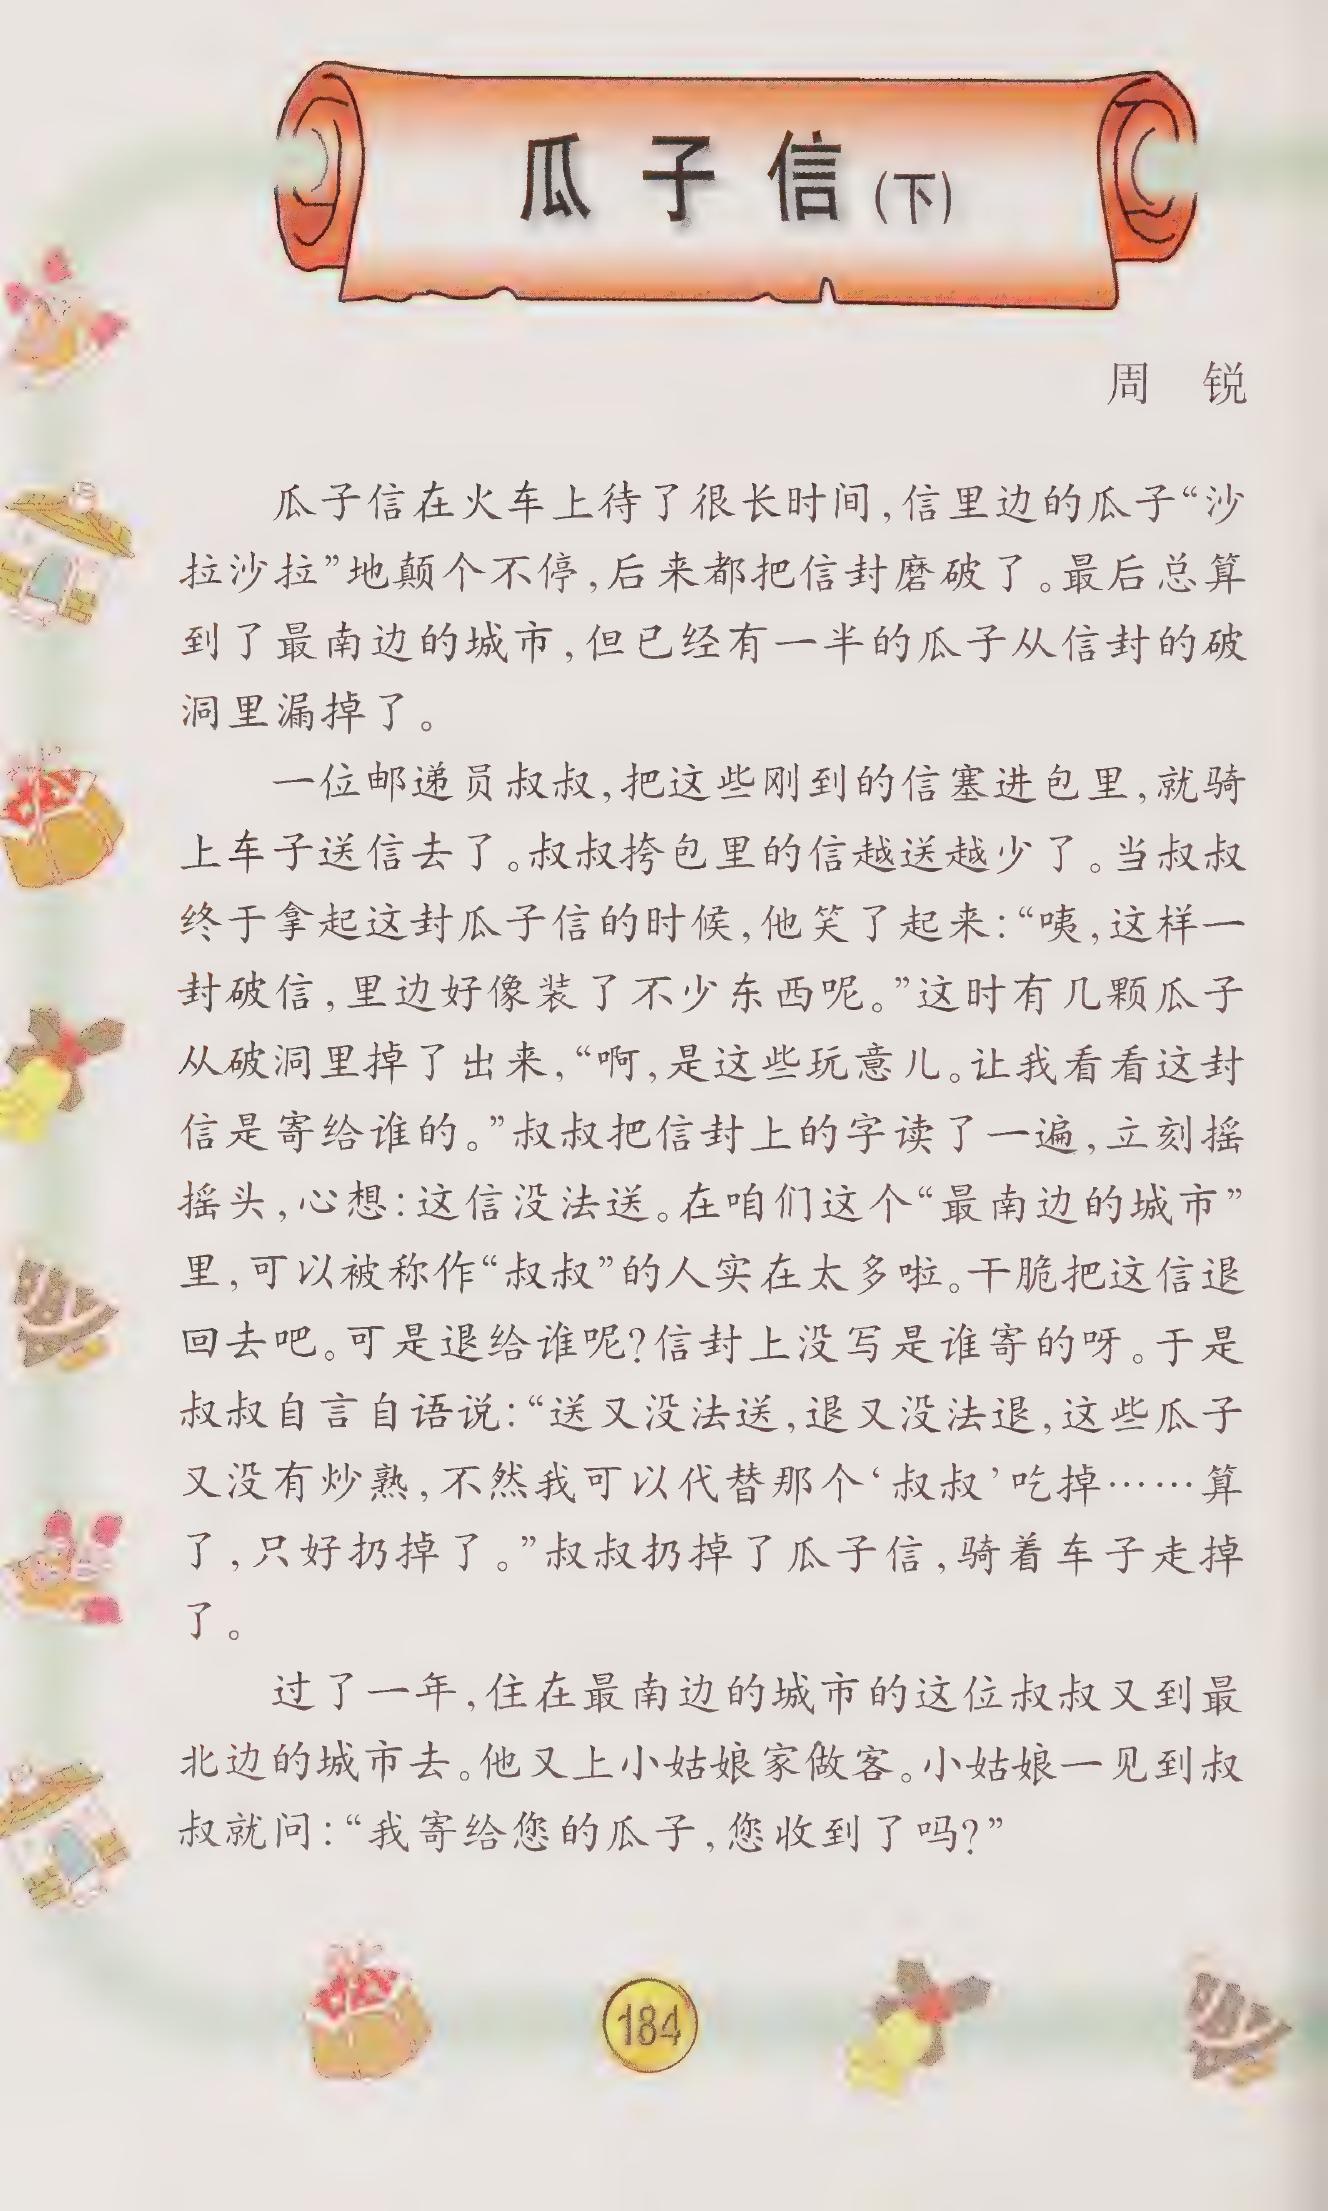 瓜子信(下)
周 锐
瓜子信在火车上待了很长时间,信里边的瓜子“沙
拉沙拉”地颠个不停,后来都把信封磨破了。最后总算
到了最南边的城市,但已经有一半的瓜子从信封的破
洞里漏掉了。
一位邮递员叔叔,把这些刚到的信塞进包里,就骑
上车子送信去了。叔叔挎包里的信越送越少了。当叔叔
终于拿起这封瓜子信的时候,他笑了起来:“咦,这样一
封破信,里边好像装了不少东西呢。”这时有几颗瓜子
从破洞里掉了出来,“啊,是这些玩意儿。让我看看这封
信是寄给谁的。”叔叔把信封上的字读了一遍,立刻摇
摇头,心想:这信没法送。在咱们这个“最南边的城市”
里,可以被称作“叔叔”的人实在太多啦。干脆把这信退
回去吧。可是退给谁呢?信封上没写是谁寄的呀。于是
叔叔自言自语说:“送又没法送,退又没法退,这些瓜子
又没有炒熟,不然我可以代替那个‘叔叔’吃掉……算
了,只好扔掉了。”叔叔扔掉了瓜子信,骑着车子走掉
了。
过了一年,住在最南边的城市的这位叔叔又到最
北边的城市去。他又上小姑娘家做客。小姑娘一见到叔
叔就问:“我寄给您的瓜子,您收到了吗?”
184